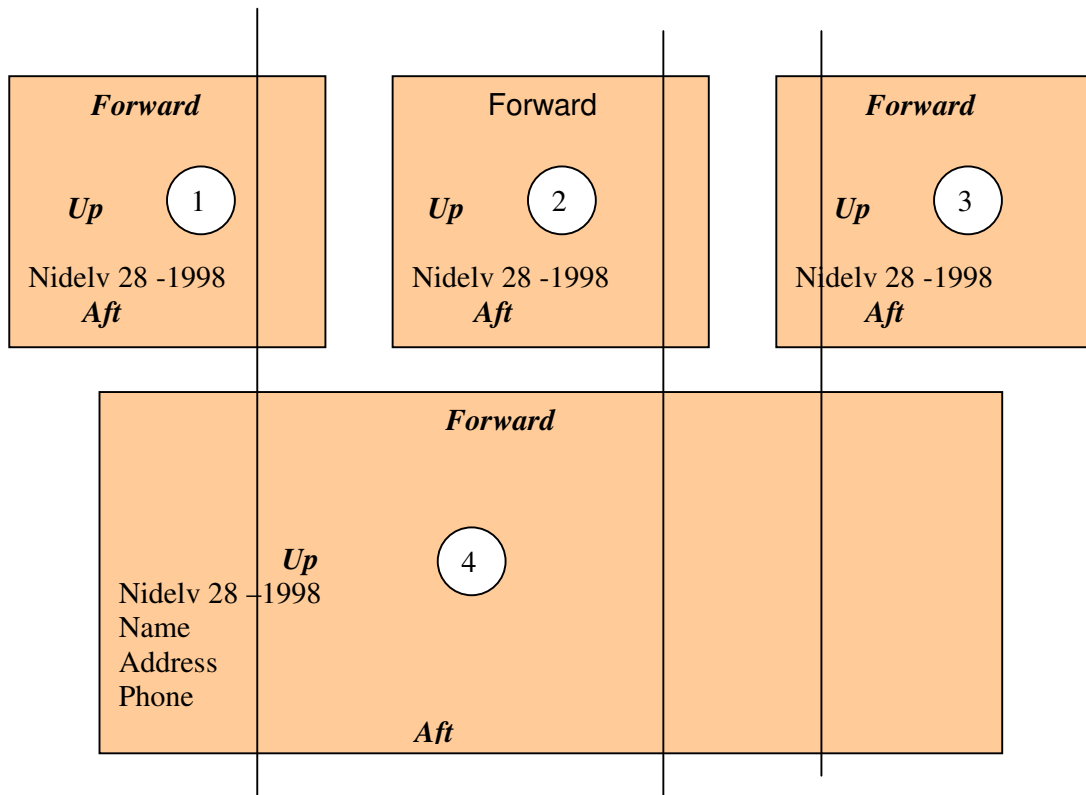 Forward
Up
1
Nidelv 28 -1998
Aft
Forward
Up
2
Nidelv 28 -1998
Aft
Forward
Up
3
Nidelv 28 -1998
Aft
Forward
Up
4
Nidelv 28 –1998
Name
Address
Phone
Aft